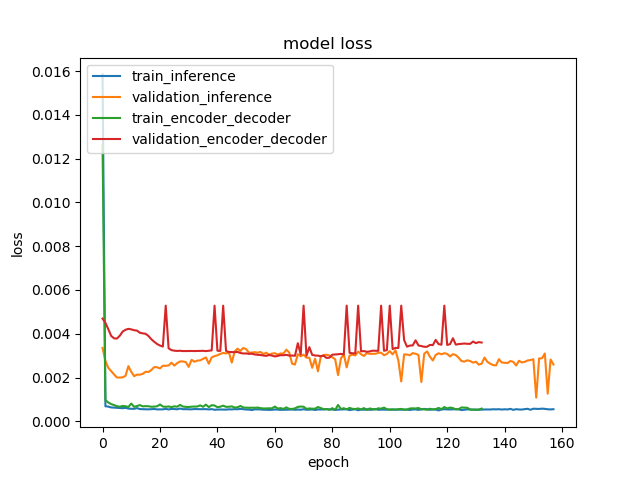 model loss
train_inference
validation_inference
train_encoder_decoder
validation_encoder_decoder
loss
0.016
0.014
0.012
0.010
0.008
0.006
0.004
0.002
0.000
0 20 40 60 80 100 120 140 160
epoch